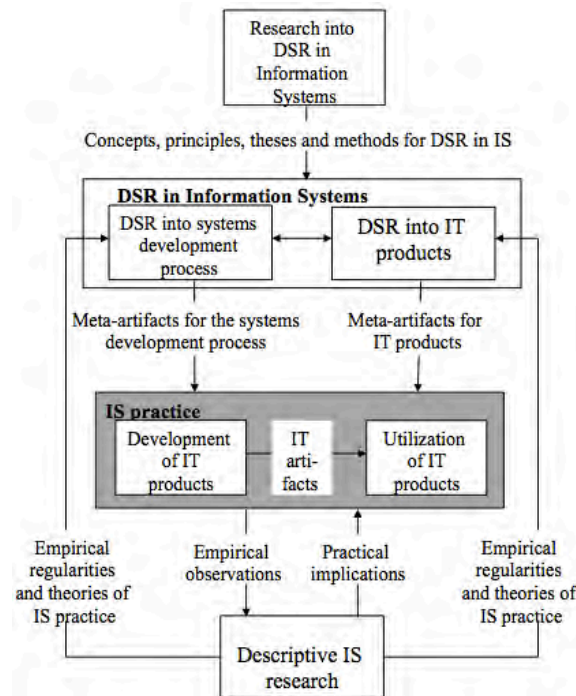 Research into
DSR in
Information
Systems
Concepts, principles, theses and methods for DSR in IS
DSR in Information Systems
DSR into systems
development
process
DSR into IT
products
Meta-artifacts for the systems
development process
Meta-artifacts for
IT products
IS practice
Development
of IT
products
IT
arti-
facts
Utilization
of IT
products
Empirical
regularities
and theories of
IS practice
Empirical
observations
Practical
implications
Empirical
regularities
and theories of
IS practice
Descriptive IS
research